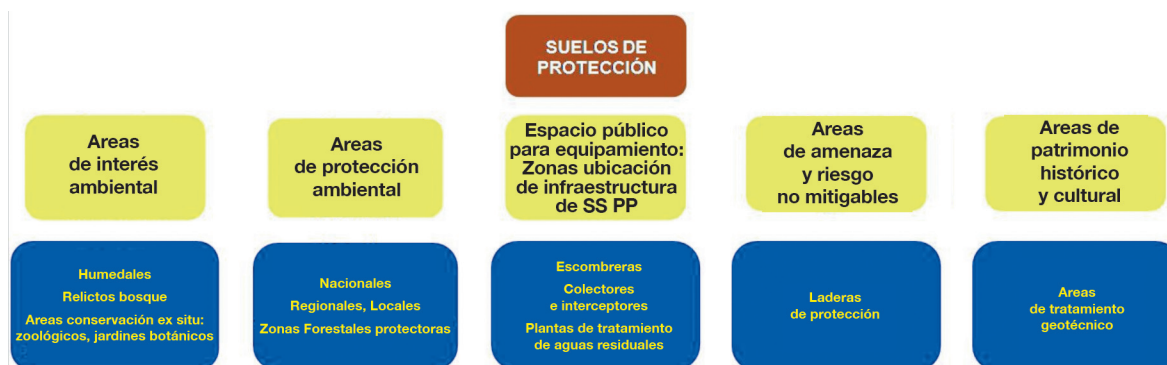 SUELOS DE
PROTECCIÓN
Areas
de interés
ambiental
Areas
de protección
ambiental
Espacio público
para equipamiento:
Zonas ubicación
de infraestructura
de SS PP
Areas
de amenaza
y riesgo
no mitigables
Areas de
patrimonio
histórico
y cultural
Humedales
Relictos bosque
Areas conservación ex situ:
zoológicos, jardines botánicos
Nacionales
Regionales, Locales
Zonas Forestales protectoras
Escombreras
Colectores
e interceptores
Plantas de tratamiento
de aguas residuales
Laderas
de protección
Areas
de tratamiento
geotécnico